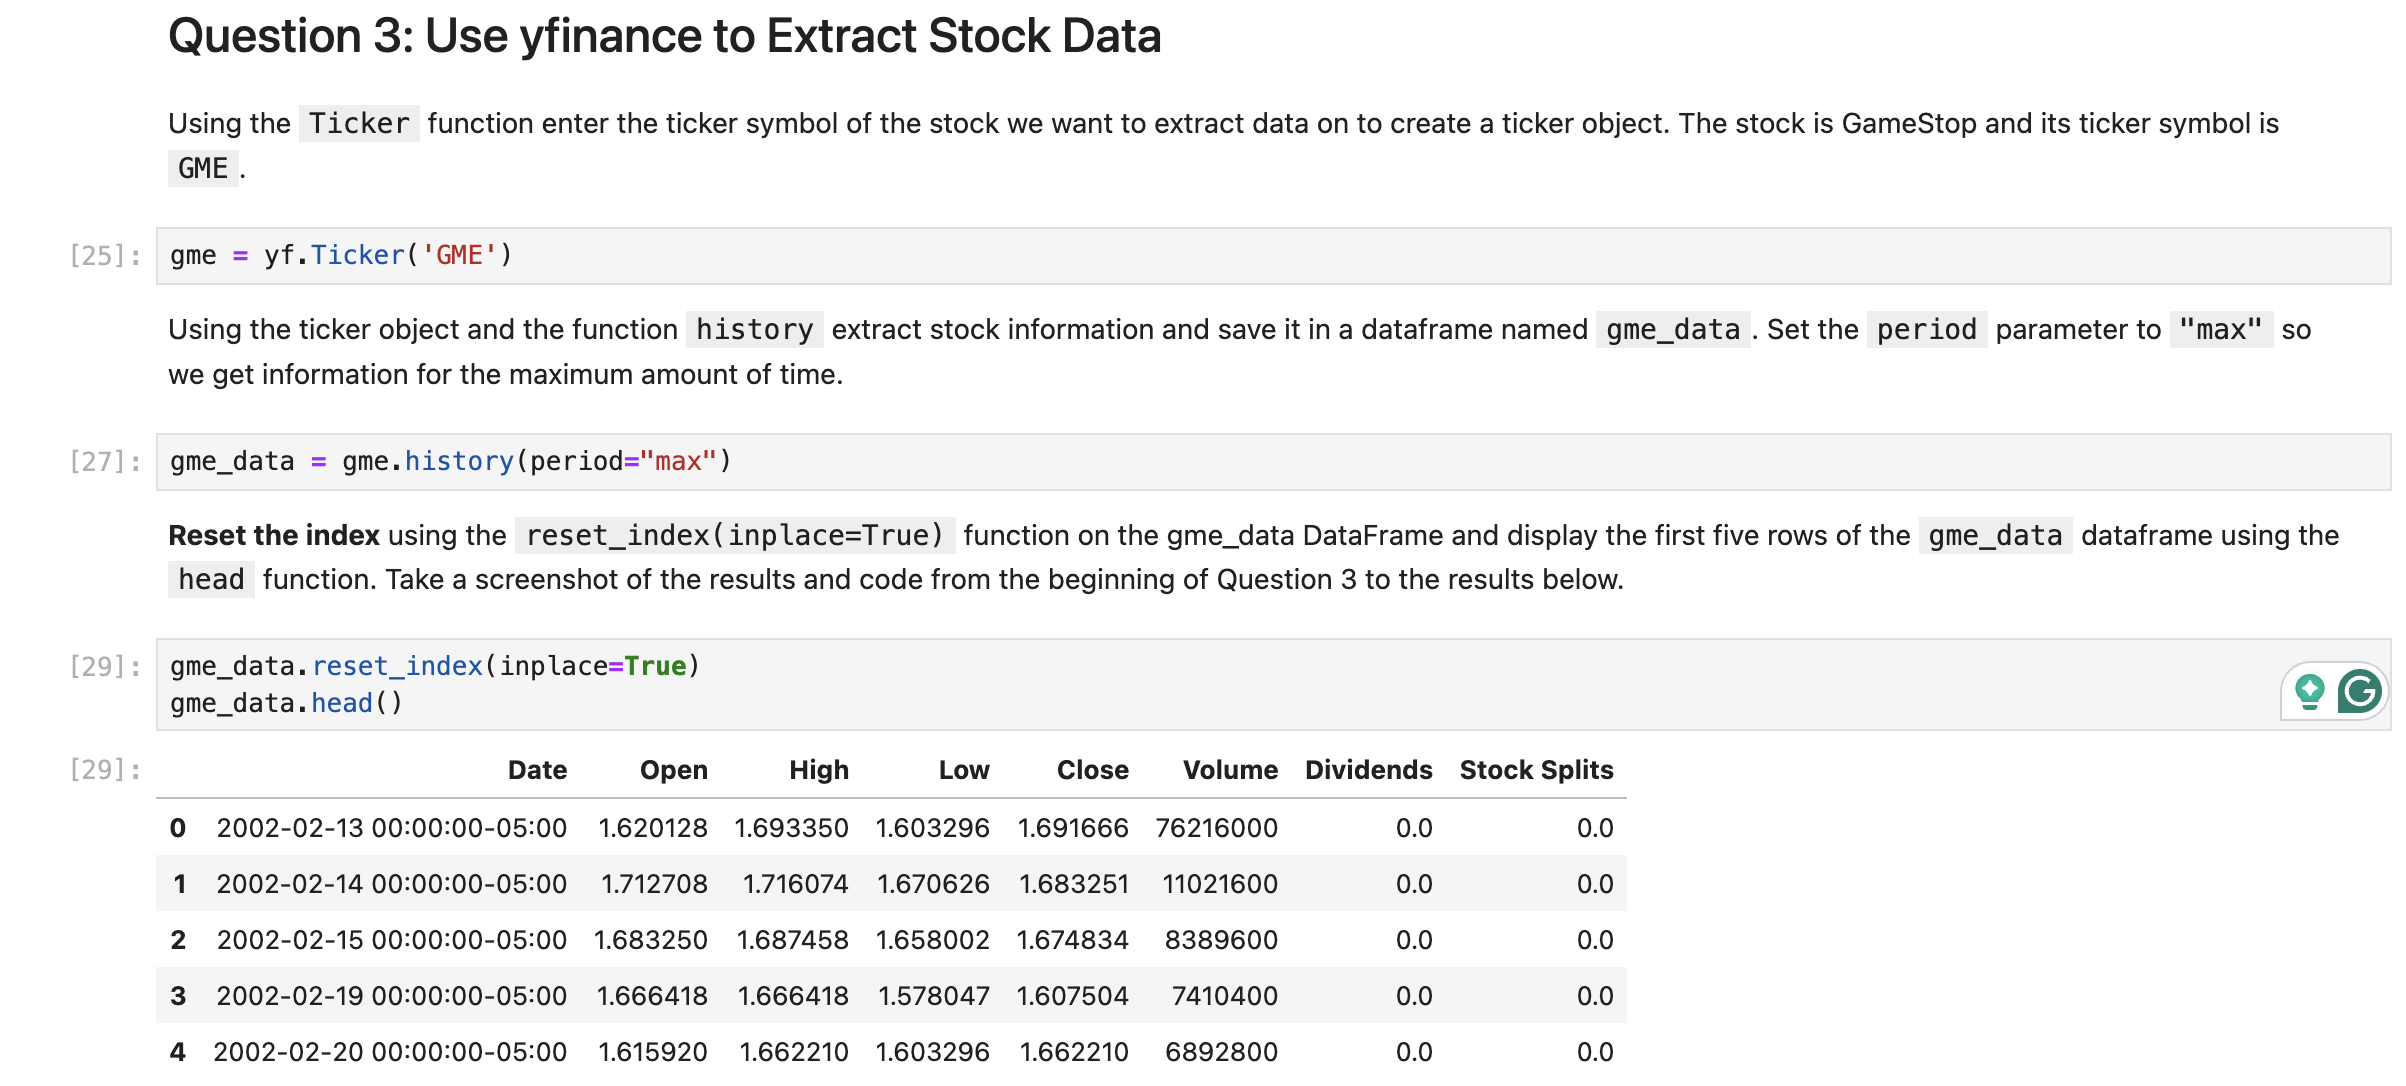 Question 3: Use yfinance to Extract Stock Data
Using the Ticker function enter the ticker symbol of the stock we want to extract data on to create a ticker object. The stock is GameStop and its ticker symbol is
GME .
[25]: gme = yf.Ticker('GME')
Using the ticker object and the function history extract stock information and save it in a dataframe named gme_data . Set the period parameter to "max" so
we get information for the maximum amount of time.
[27]: gme_data = gme.history(period="max")
Reset the index using the reset_index(inplace=True) function on the gme_data DataFrame and display the first five rows of the gme_data dataframe using the
head function. Take a screenshot of the results and code from the beginning of Question 3 to the results below.
[29]: gme_data.reset_index(inplace=True)
gme_data.head()
[29]: Date Open High Low Close Volume Dividends Stock Splits
0 2002-02-13 00:00:00-05:00 1.620128 1.693350 1.603296 1.691666 76216000 0.0 0.0
1 2002-02-14 00:00:00-05:00 1.712708 1.716074 1.670626 1.683251 11021600 0.0 0.0
2 2002-02-15 00:00:00-05:00 1.683250 1.687458 1.658002 1.674834 8389600 0.0 0.0
3 2002-02-19 00:00:00-05:00 1.666418 1.666418 1.578047 1.607504 7410400 0.0 0.0
4 2002-02-20 00:00:00-05:00 1.615920 1.662210 1.603296 1.662210 6892800 0.0 0.0